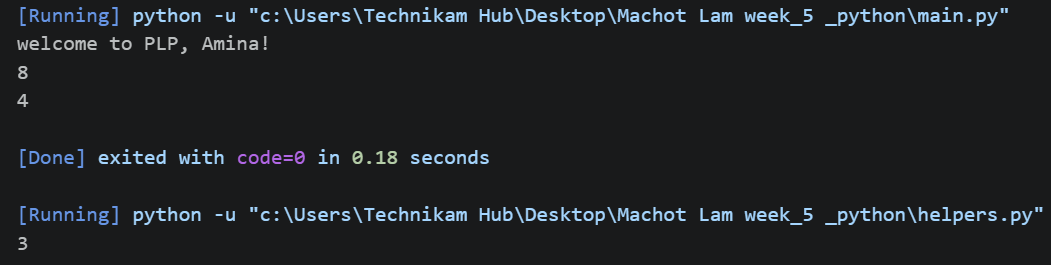 [Running] python -u "c:\Users\Technikam Hub\Desktop\Machot Lam week_5 _python\main.py"
welcome to PLP, Amina!
8
4
[Done] exited with code=0 in 0.18 seconds
[Running] python -u "c:\Users\Technikam Hub\Desktop\Machot Lam week_5 _python\helpers.py"
3